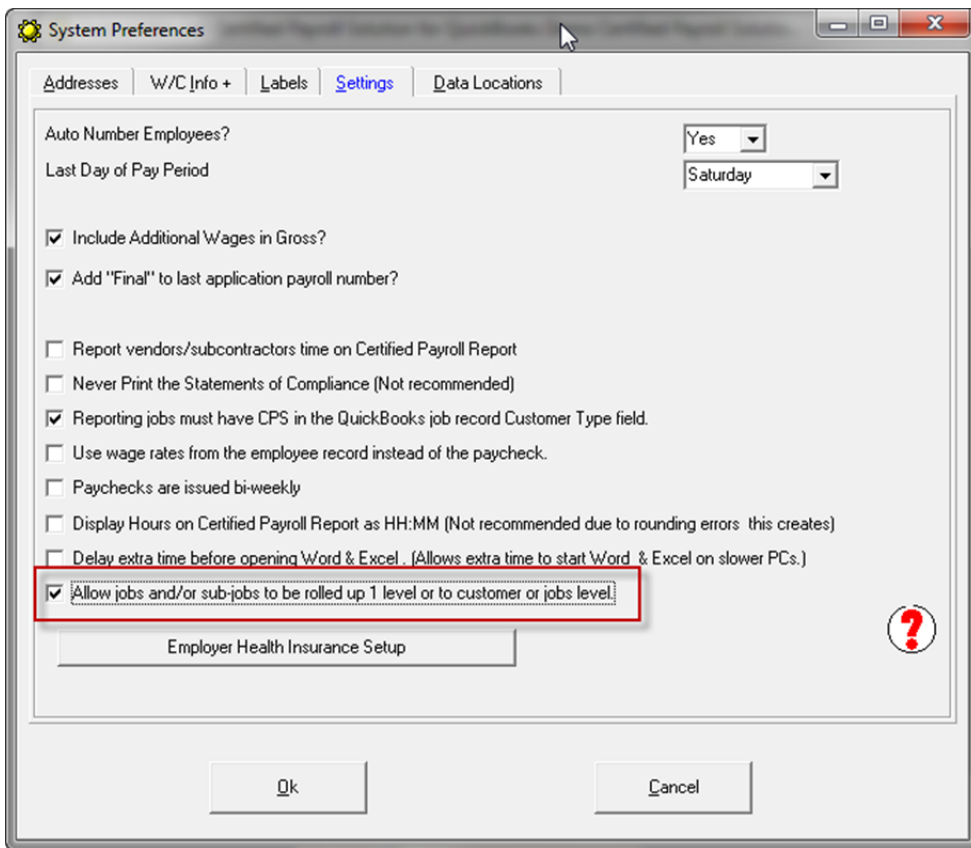 System Preferences
Addresses
W/C Info +
Labels
Settings
Data Locations
Auto Number Employees?
Yes
Last Day of Pay Period
Saturday
Include Additional Wages in Gross?
Add "Final" to last application payroll number?
Report vendors/subcontractors time on Certified Payroll Report
Never Print the Statements of Compliance (Not recommended)
Reporting jobs must have CPS in the QuickBooks job record Customer Type field.
Use wage rates from the employee record instead of the paycheck.
Paychecks are issued bi-weekly
Display Hours on Certified Payroll Report as HH:MM (Not recommended due to rounding errors this creates)
Delay extra time before opening Word & Excel . (Allows extra time to start Word & Excel on slower PCs.)
Allow jobs and/or sub-jobs to be rolled up 1 level or to customer or jobs level.
?
Employer Health Insurance Setup
Ok
Cancel